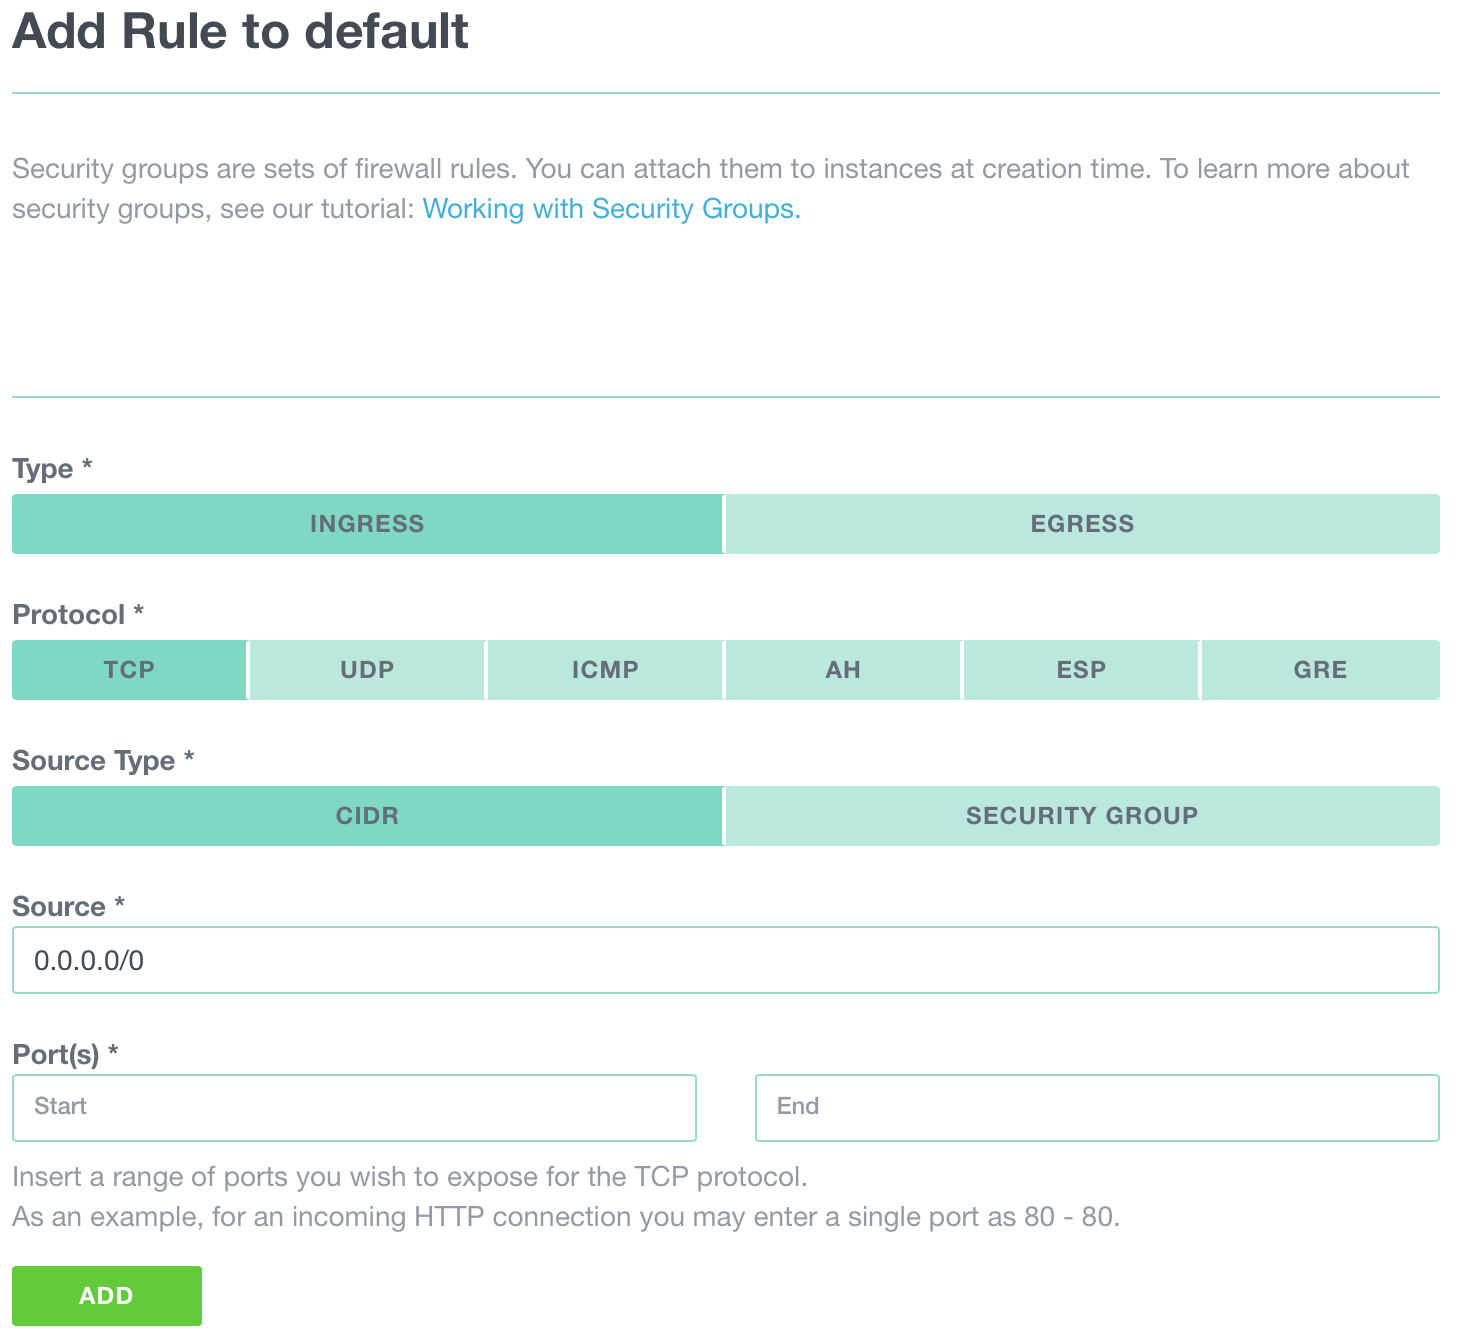 Add Rule to default
Security groups are sets of firewall rules. You can attach them to instances at creation time. To learn more about
security groups, see our tutorial: Working with Security Groups.
Type *
INGRESS EGRESS
Protocol *
TCP UDP ICMP AH ESP GRE
Source Type *
CIDR SECURITY GROUP
Source *
0.0.0.0/0
Port(s) *
Start End
Insert a range of ports you wish to expose for the TCP protocol.
As an example, for an incoming HTTP connection you may enter a single port as 80 - 80.
ADD